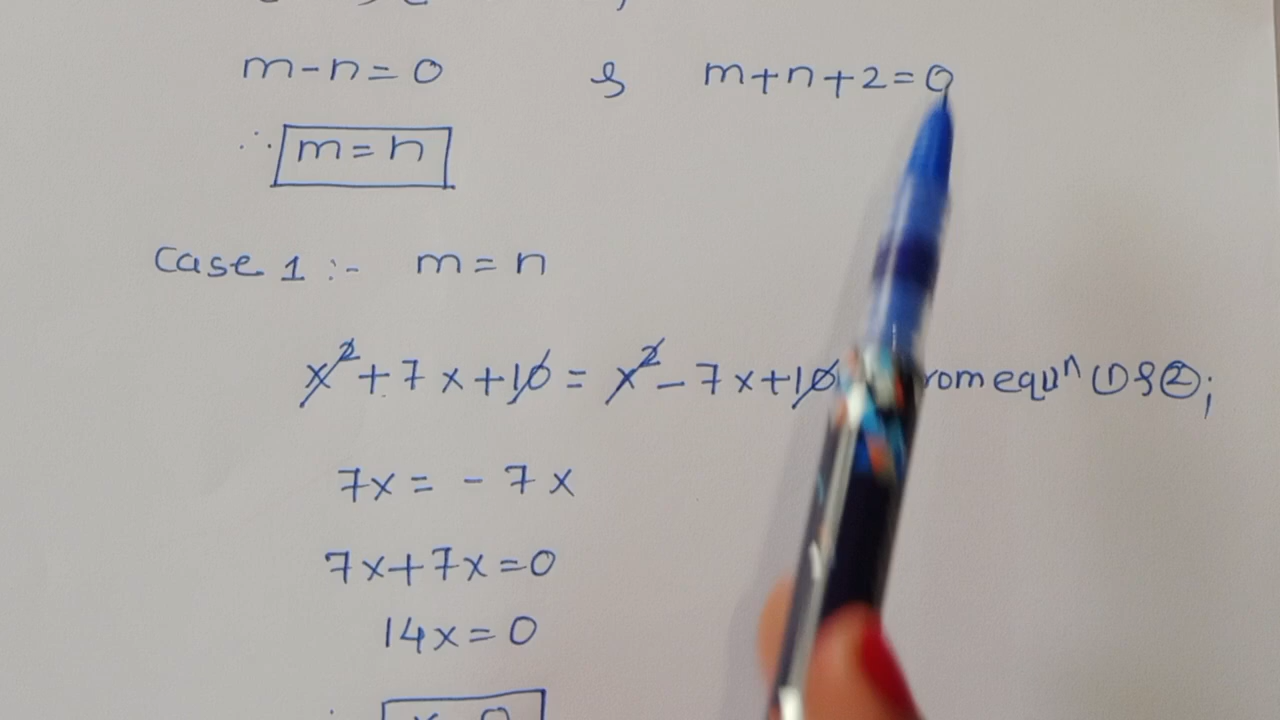 m-n=0 & m+n+2=0
∴ m=n
Case 1 :- m=n
x²+7x+10 = x²-7x+10 equⁿ ① & ②;
7x = -7x
7x+7x=0
14x=0